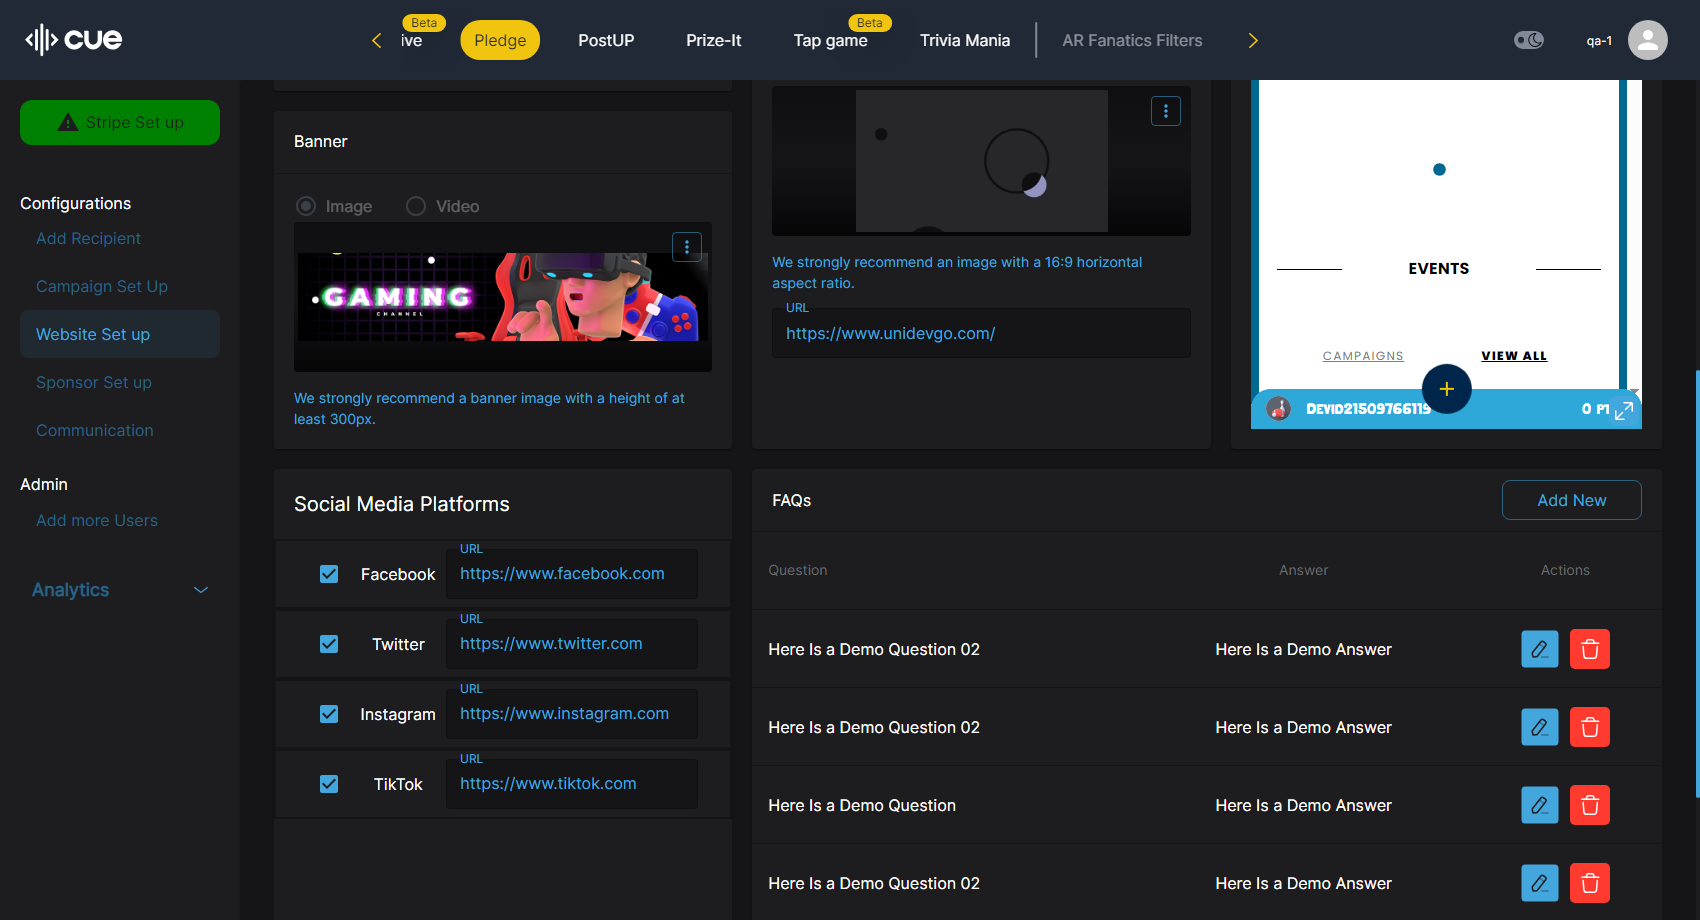 cue
Beta
ive
Pledge
PostUP
Prize-It
Beta
Tap game
Trivia Mania
AR Fanatics Filters
qa-1
Stripe Set up
Configurations
Add Recipient
Campaign Set Up
Website Set up
Sponsor Set up
Communication
Admin
Add more Users
Analytics
Banner
Image
Video
GAMING
CHANNEL
We strongly recommend a banner image with a height of at
least 300px.
We strongly recommend an image with a 16:9 horizontal
aspect ratio.
URL
https://www.unidevgo.com/
EVENTS
CAMPAIGNS
VIEW ALL
DEVID21509766119
0 PT
Social Media Platforms
Facebook
URL
https://www.facebook.com
Twitter
URL
https://www.twitter.com
Instagram
URL
https://www.instagram.com
TikTok
URL
https://www.tiktok.com
FAQs
Add New
Question
Answer
Actions
Here Is a Demo Question 02
Here Is a Demo Answer
Here Is a Demo Question 02
Here Is a Demo Answer
Here Is a Demo Question
Here Is a Demo Answer
Here Is a Demo Question 02
Here Is a Demo Answer